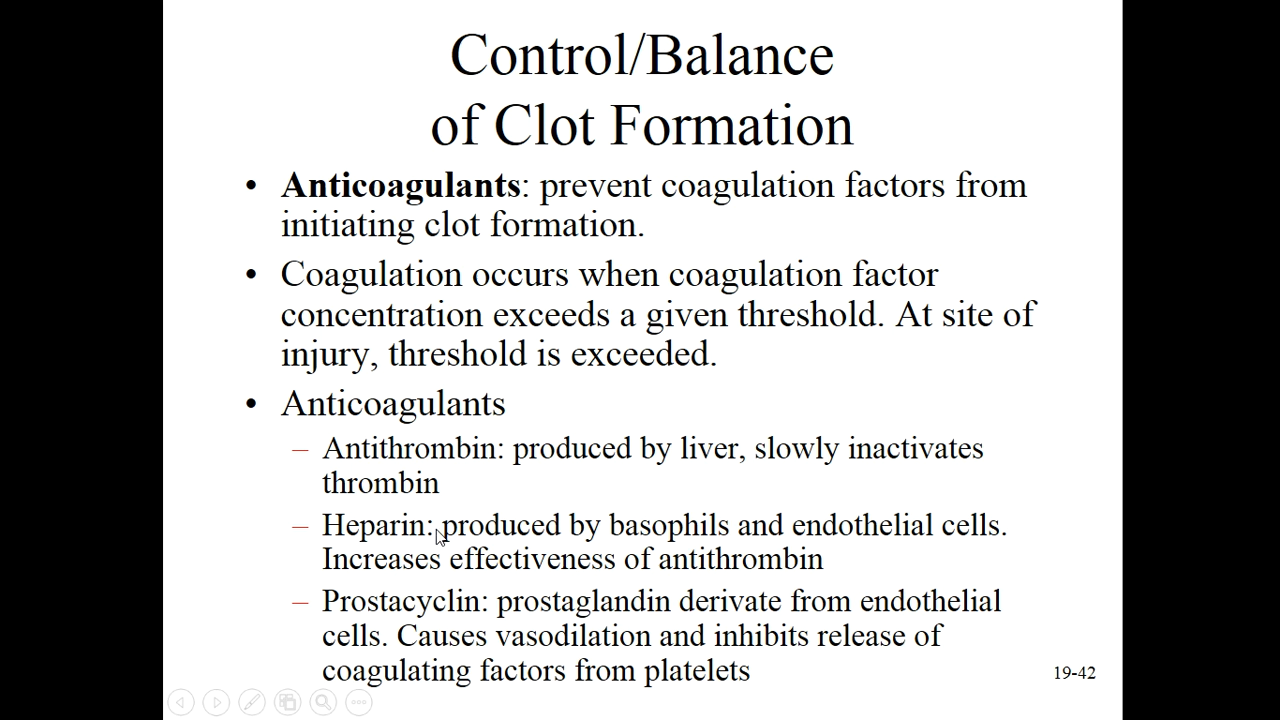 Control/Balance
of Clot Formation
• Anticoagulants: prevent coagulation factors from
initiating clot formation.
• Coagulation occurs when coagulation factor
concentration exceeds a given threshold. At site of
injury, threshold is exceeded.
• Anticoagulants
– Antithrombin: produced by liver, slowly inactivates
thrombin
– Heparin: produced by basophils and endothelial cells.
Increases effectiveness of antithrombin
– Prostacyclin: prostaglandin derivate from endothelial
cells. Causes vasodilation and inhibits release of
coagulating factors from platelets
19-42